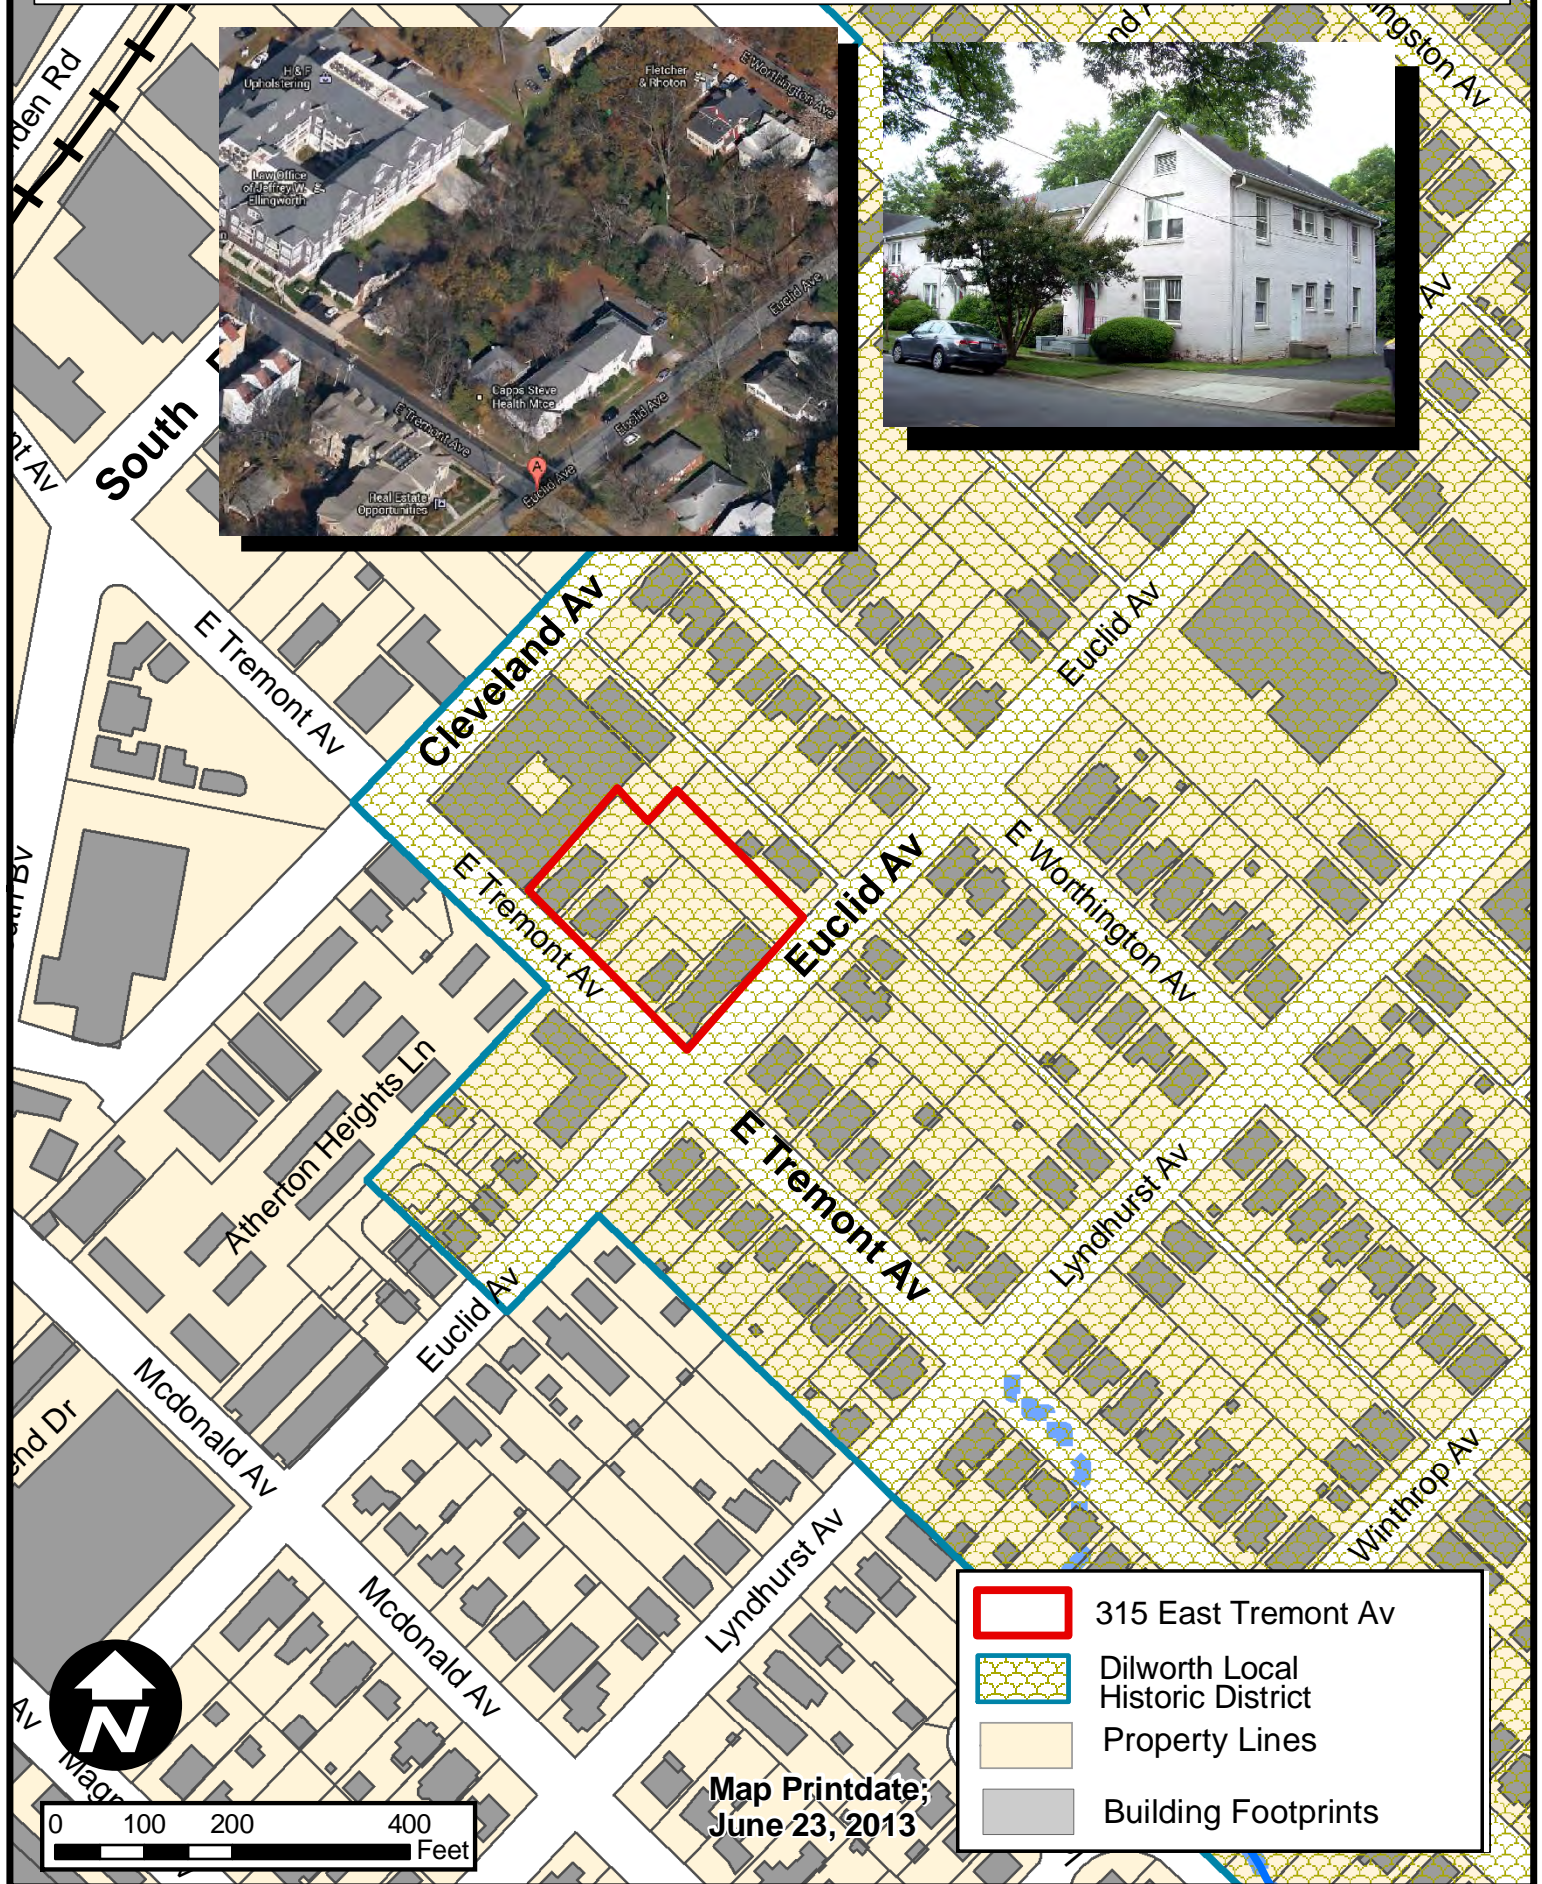 H & F
Upholstering
Fletcher
& Rhoton
E Worthington Ave
Law Office
of Jeffrey W.
Ellingworth
Euclid Ave
Capps Steve
Health Mtce
E Tremont Ave
Euclid Ave
A
Euclid Ave
Real Estate
Opportunities
South
E Tremont Av
Cleveland Av
Euclid Av
E Tremont Av
Euclid Av
E Worthington Av
Atherton Heights Ln
E Tremont Av
Lyndhurst Av
Euclid Av
Mcdonald Av
Winthrop Av
Lyndhurst Av
Mcdonald Av
Av
N
315 East Tremont Av
Dilworth Local
Historic District
Property Lines
Building Footprints
Map Printdate;
June 23, 2013
0 100 200 400
Feet